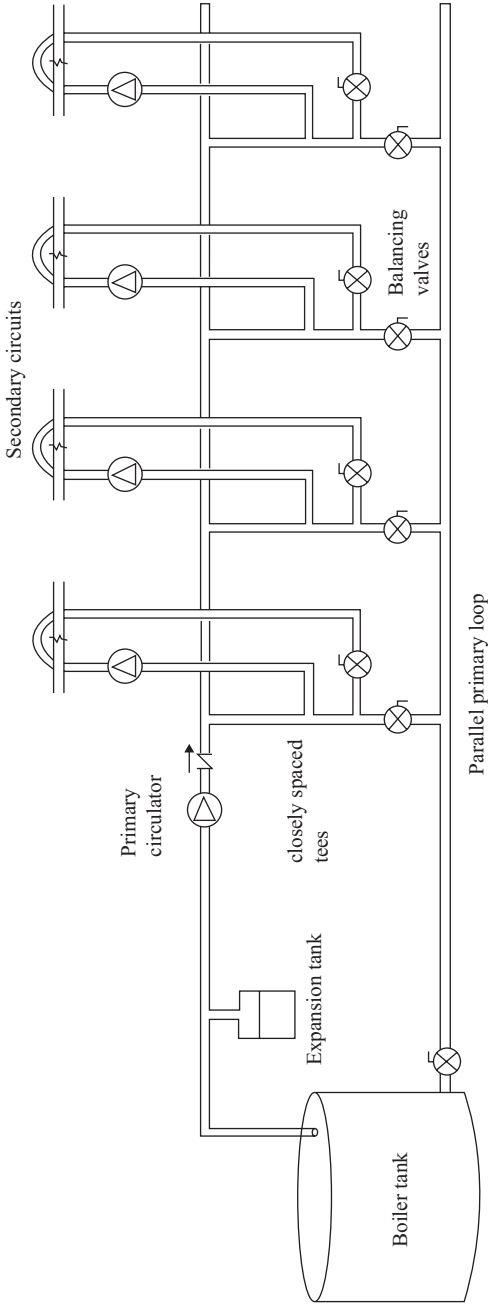 Secondary circuits
Primary
circulator
closely spaced
tees
Balancing
valves
Expansion tank
Boiler tank
Parallel primary loop